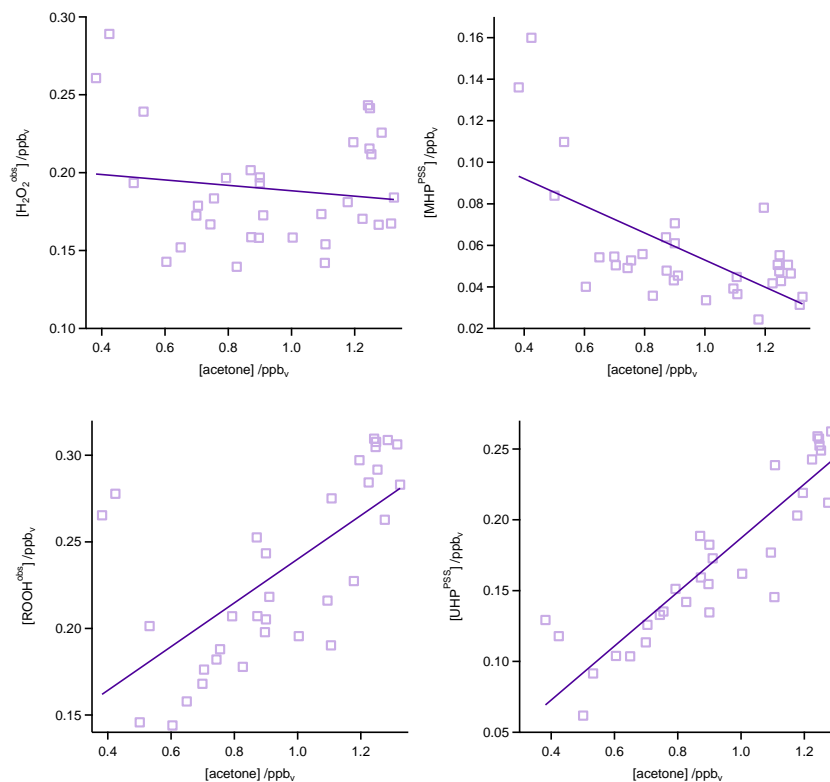 0.30
0.25
0.20
0.15
0.10
[H₂O₂ᵒᵇˢ] /ppbᵥ
0.4 0.6 0.8 1.0 1.2
[acetone] /ppbᵥ
0.16
0.14
0.12
0.10
0.08
0.06
0.04
0.02
[MHPᴾˢˢ] /ppbᵥ
0.4 0.6 0.8 1.0 1.2
[acetone] /ppbᵥ
0.30
0.25
0.20
0.15
[ROOHᵒᵇˢ] /ppbᵥ
0.4 0.6 0.8 1.0 1.2
[acetone] /ppbᵥ
0.25
0.20
0.15
0.10
0.05
[UHPᴾˢˢ] /ppbᵥ
0.4 0.6 0.8 1.0 1.2
[acetone] /ppbᵥ